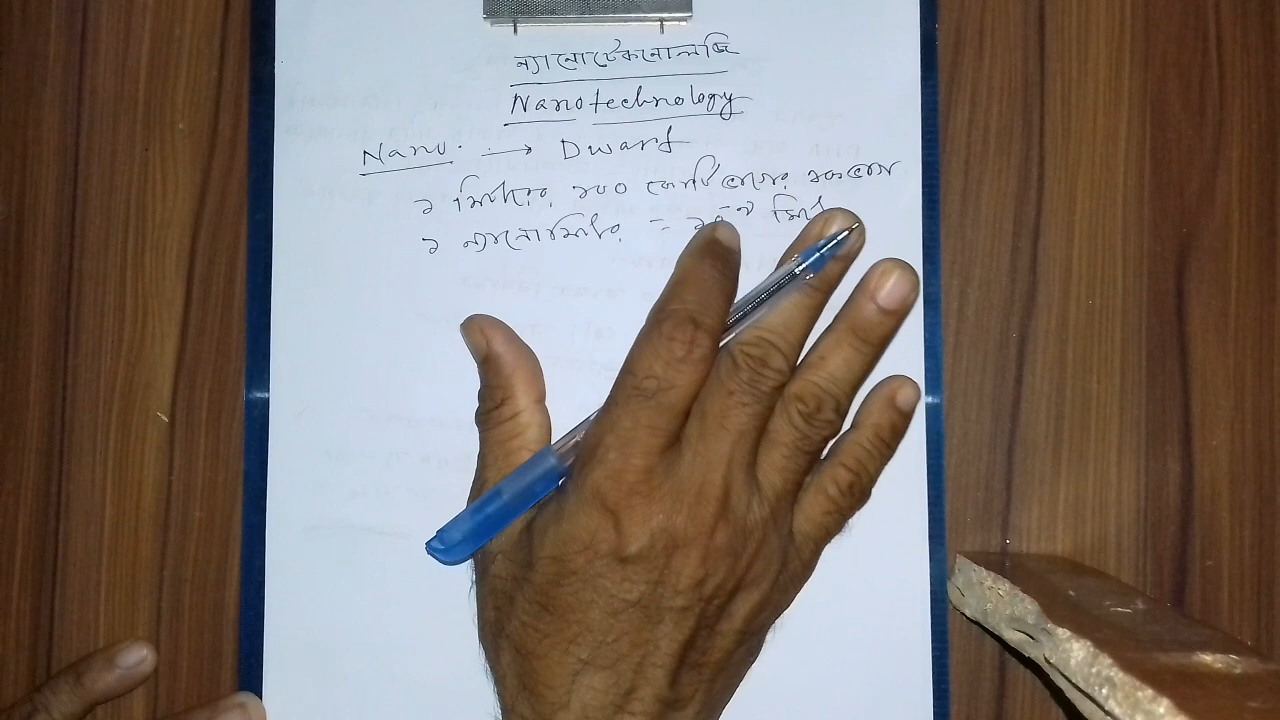 ন্যানোটেকনোলজি
Nanotechnology
Nano. → Dwarf
১ মিটারের ১০০ কোটি ভাগের একভাগ
১ ন্যানোমিটার =